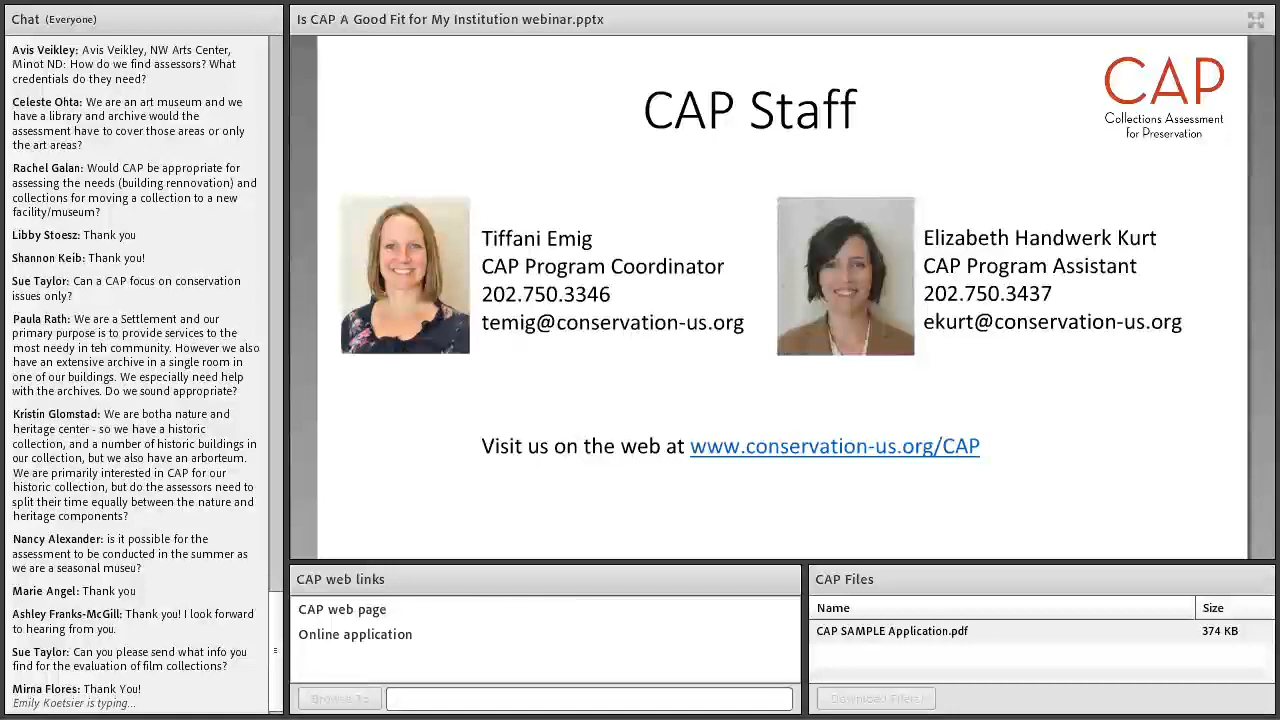 Chat (Everyone)
Avis Veikley: Avis Veikley, NW Arts Center,
Minot ND: How do we find assessors? What
credentials do they need?
Celeste Ohta: We are an art museum and we
have a library and archive would the
assessment have to cover those areas or only
the art areas?
Rachel Galan: Would CAP be appropriate for
assessing the needs (building rennovation) and
collections for moving a collection to a new
facility/museum?
Libby Stoesz: Thank you
Shannon Keib: Thank you!
Sue Taylor: Can a CAP focus on conservation
issues only?
Paula Rath: We are a Settlement and our
primary purpose is to provide services to the
most needy in teh community. However we also
have an extensive archive in a single room in
one of our buildings. We especially need help
with the archives. Do we sound appropriate?
Kristin Glomstad: We are botha nature and
heritage center - so we have a historic
collection, and a number of historic buildings in
our collection, but we also have an arborteum.
We are primarily interested in CAP for our
historic collection, but do the assessors need to
split their time equally between the nature and
heritage components?
Nancy Alexander: is it possible for the
assessment to be conducted in the summer as
we are a seasonal museu?
Marie Angel: Thank you
Ashley Franks-McGill: Thank you! I look forward
to hearing from you.
Sue Taylor: Can you please send what info you
find for the evaluation of film collections?
Mirna Flores: Thank You!
Emily Koetsier is typing...
Is CAP A Good Fit for My Institution webinar.pptx
CAP Staff
CAP
Collections Assessment
for Preservation
Tiffani Emig
CAP Program Coordinator
202.750.3346
temig@conservation-us.org
Elizabeth Handwerk Kurt
CAP Program Assistant
202.750.3437
ekurt@conservation-us.org
Visit us on the web at www.conservation-us.org/CAP
CAP web links
CAP web page
Online application
Browse To
CAP Files
Name Size
CAP SAMPLE Application.pdf 374 KB
Download File(s)